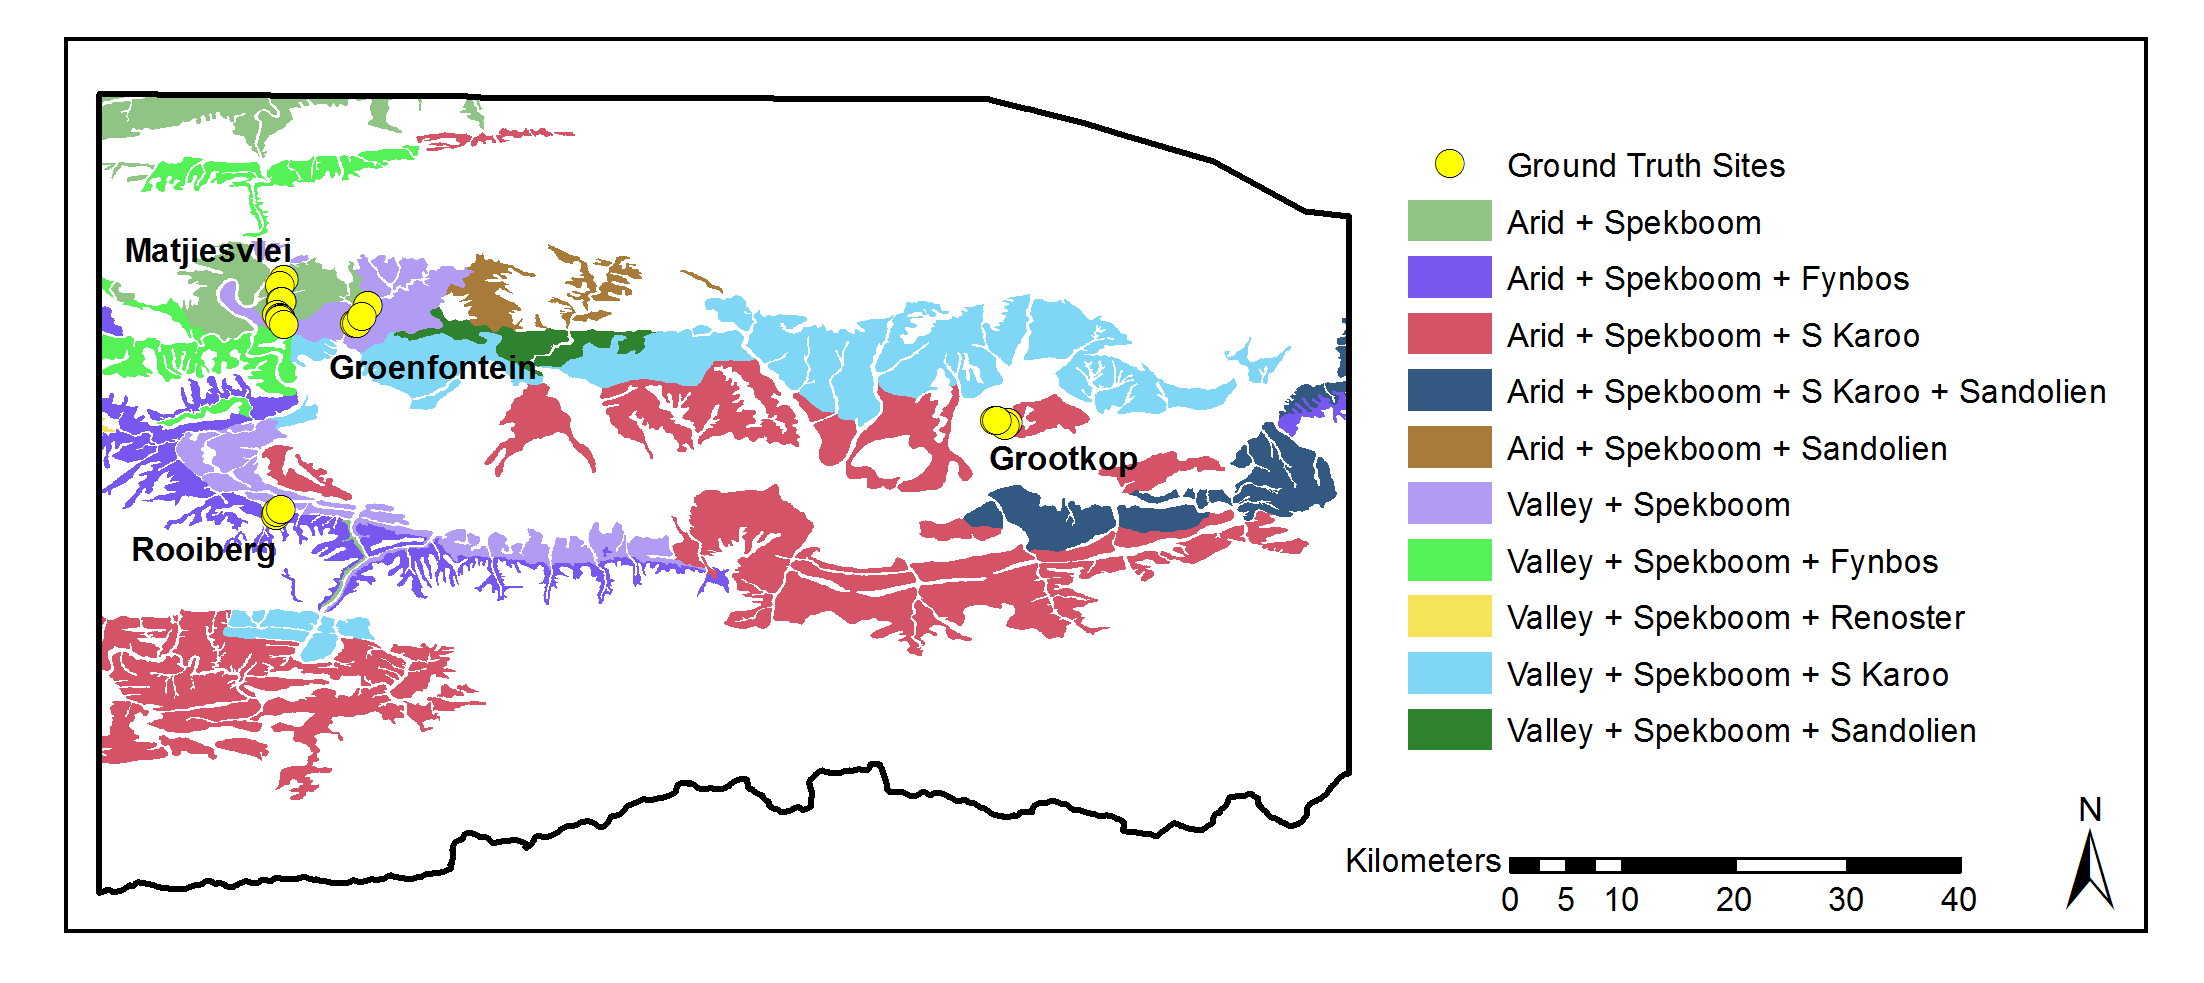 Matjiesvlei
Groenfontein
Grootkop
Rooiberg
Ground Truth Sites
Arid + Spekboom
Arid + Spekboom + Fynbos
Arid + Spekboom + S Karoo
Arid + Spekboom + S Karoo + Sandolien
Arid + Spekboom + Sandolien
Valley + Spekboom
Valley + Spekboom + Fynbos
Valley + Spekboom + Renoster
Valley + Spekboom + S Karoo
Valley + Spekboom + Sandolien
N
Kilometers
0 5 10 20 30 40